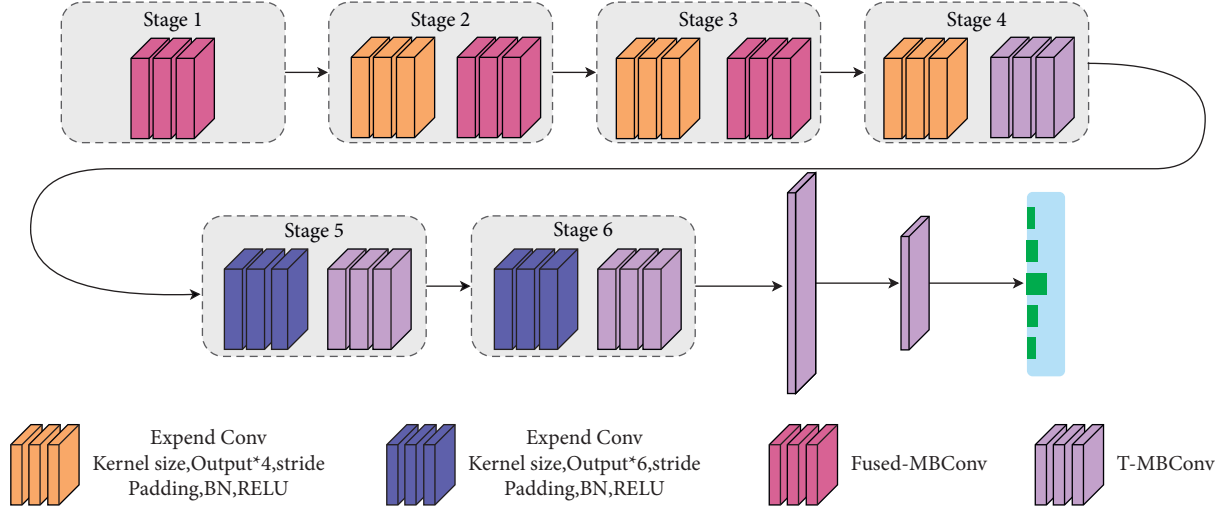 Stage 1
Stage 2
Stage 3
Stage 4
Stage 5
Stage 6
Expend Conv
Kernel size,Output*4,stride
Padding,BN,RELU
Expend Conv
Kernel size,Output*6,stride
Padding,BN,RELU
Fused-MBConv
T-MBConv